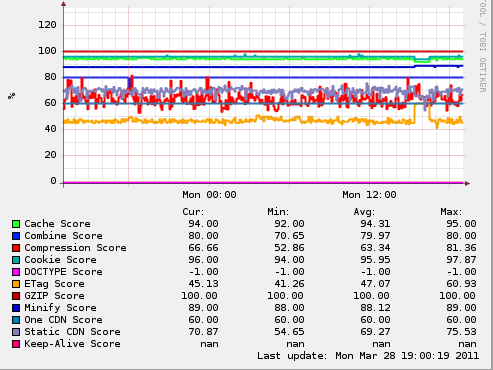 TOOL / TOBI OETIKER
120
100
80
60
40
20
0
%
Mon 00:00 Mon 12:00
Cur: Min: Avg: Max:
Cache Score 94.00 92.00 94.31 95.00
Combine Score 80.00 70.65 79.97 80.00
Compression Score 66.66 52.86 63.34 81.36
Cookie Score 96.00 94.00 95.95 97.87
DOCTYPE Score -1.00 -1.00 -1.00 -1.00
ETag Score 45.13 41.26 47.07 60.93
GZIP Score 100.00 100.00 100.00 100.00
Minify Score 89.00 88.00 88.12 89.00
One CDN Score 60.00 60.00 60.00 60.00
Static CDN Score 70.87 54.65 69.27 75.53
Keep-Alive Score nan nan nan nan
Last update: Mon Mar 28 19:00:19 2011